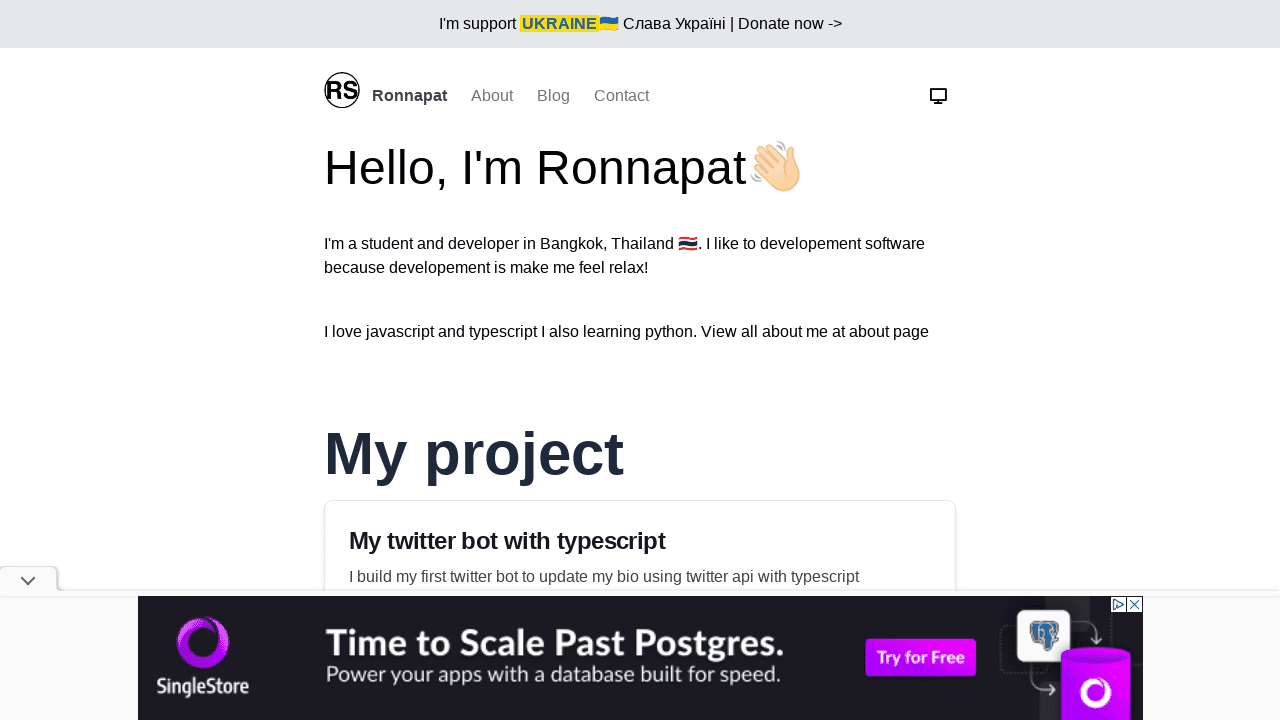 I'm support UKRAINE🇺🇦 Слава Україні | Donate now ->
RS Ronnapat About Blog Contact
Hello, I'm Ronnapat👋🏻
I'm a student and developer in Bangkok, Thailand 🇹🇭. I like to developement software
because developement is make me feel relax!
I love javascript and typescript I also learning python. View all about me at about page
My project
My twitter bot with typescript
I build my first twitter bot to update my bio using twitter api with typescript
SingleStore
Time to Scale Past Postgres.
Power your apps with a database built for speed.
Try for Free